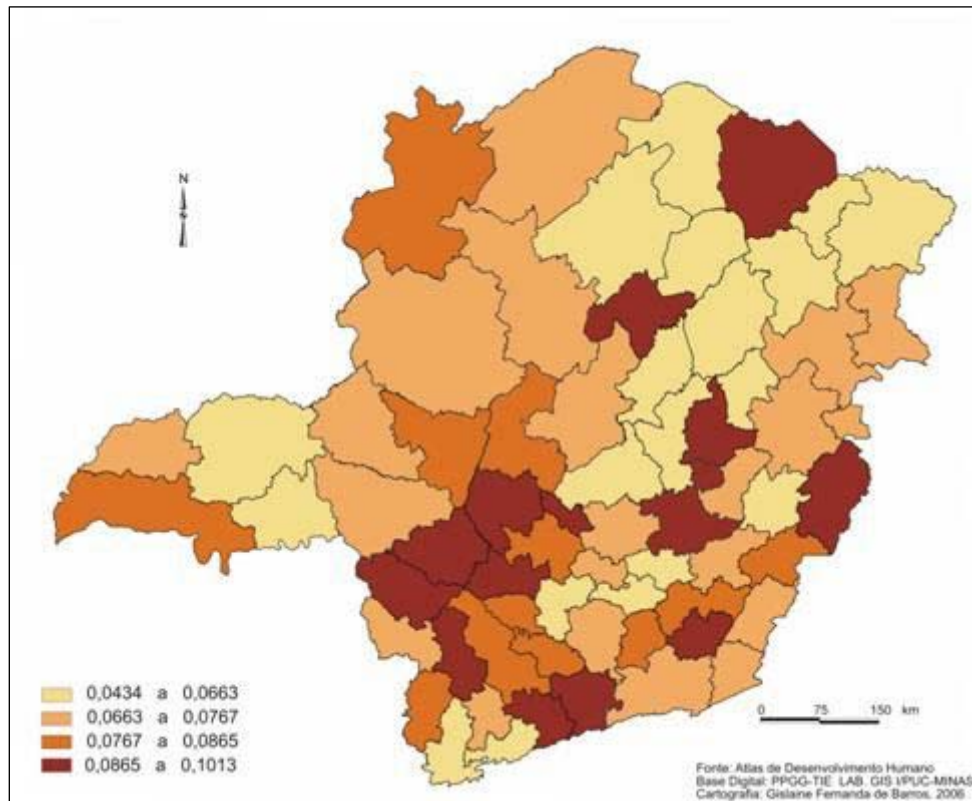 N
0,0434 a 0,0663
0,0663 a 0,0767
0,0767 a 0,0865
0,0865 a 0,1013
0 75 150 km
Fonte: Atlas de Desenvolvimento Humano
Base Digital: PPGG-TIE LAB. GIS I/PUC-MINAS
Cartografia: Gislaine Fernanda de Barros, 2006